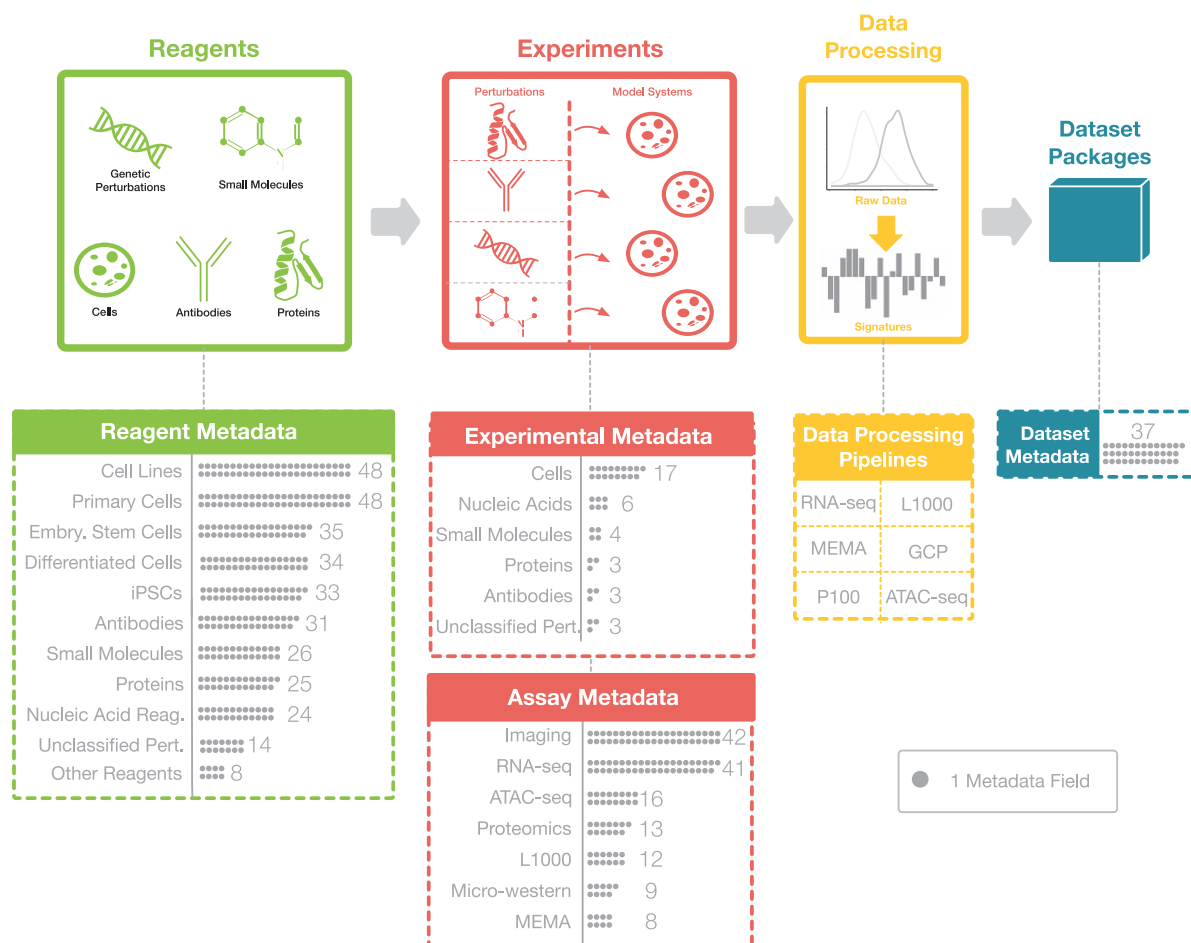 Reagents
Genetic
Perturbations
Small Molecules
Cells
Antibodies
Proteins
Experiments
Perturbations
Model Systems
Data
Processing
Raw Data
Signatures
Dataset
Packages
Reagent Metadata
Cell Lines 48
Primary Cells 48
Embry. Stem Cells 35
Differentiated Cells 34
iPSCs 33
Antibodies 31
Small Molecules 26
Proteins 25
Nucleic Acid Reag. 24
Unclassified Pert. 14
Other Reagents 8
Experimental Metadata
Cells 17
Nucleic Acids 6
Small Molecules 4
Proteins 3
Antibodies 3
Unclassified Pert. 3
Assay Metadata
Imaging 42
RNA-seq 41
ATAC-seq 16
Proteomics 13
L1000 12
Micro-western 9
MEMA 8
Data Processing
Pipelines
RNA-seq L1000
MEMA GCP
P100 ATAC-seq
Dataset
Metadata
37
1 Metadata Field